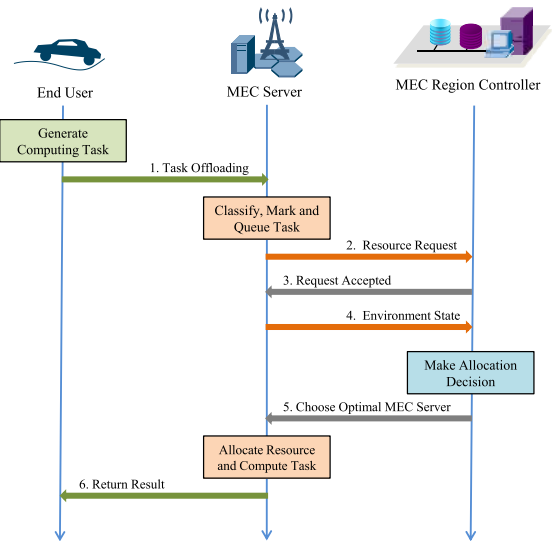 End User
MEC Server
MEC Region Controller
Generate
Computing Task
1. Task Offloading
Classify, Mark and
Queue Task
2. Resource Request
3. Request Accepted
4. Environment State
Make Allocation
Decision
5. Choose Optimal MEC Server
Allocate Resource
and Compute Task
6. Return Result